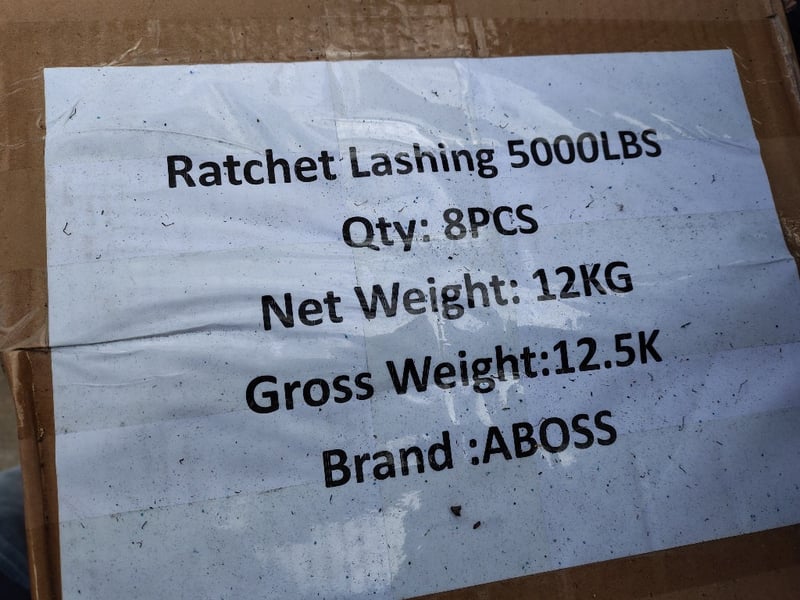 Ratchet Lashing 5000LBS
Qty: 8PCS
Net Weight: 12KG
Gross Weight:12.5K
Brand :ABOSS